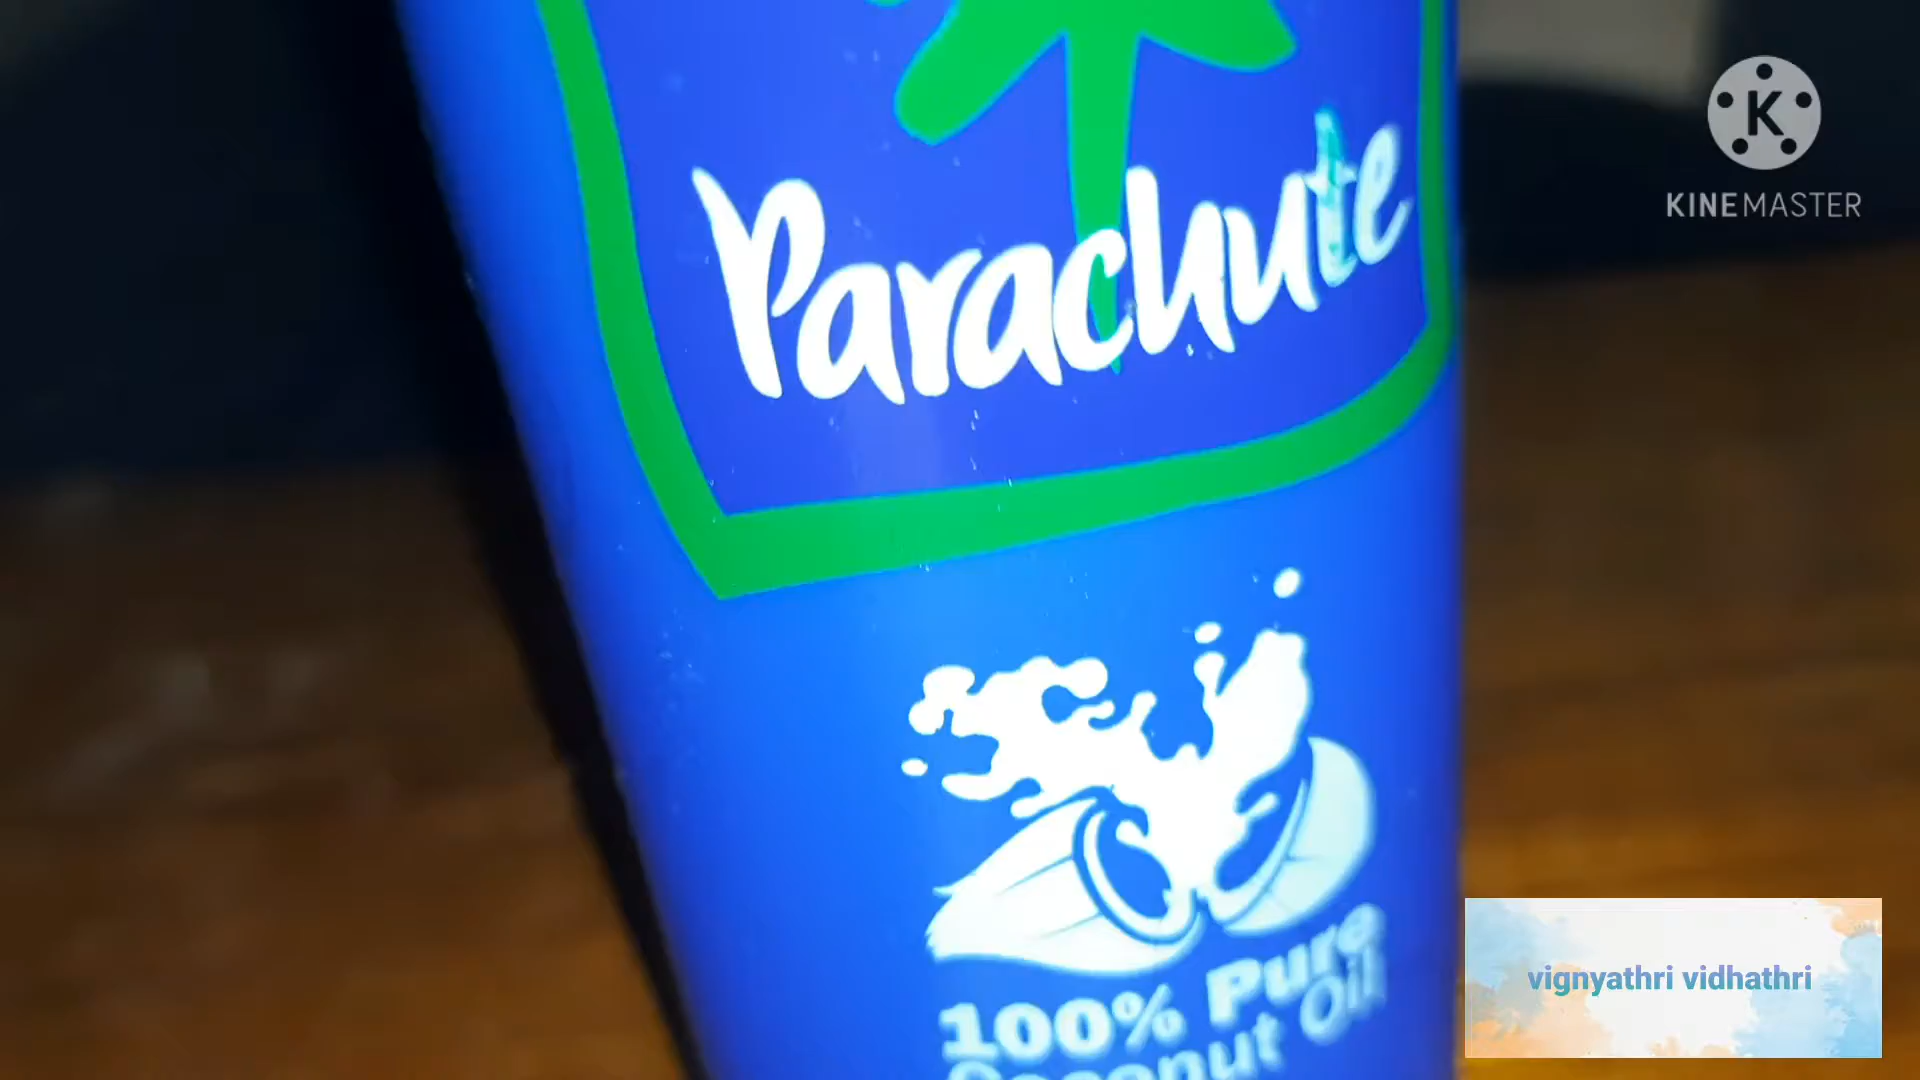 Parachute
100% Pure
Coconut Oil
K
KINEMASTER
vignyathri vidhathri